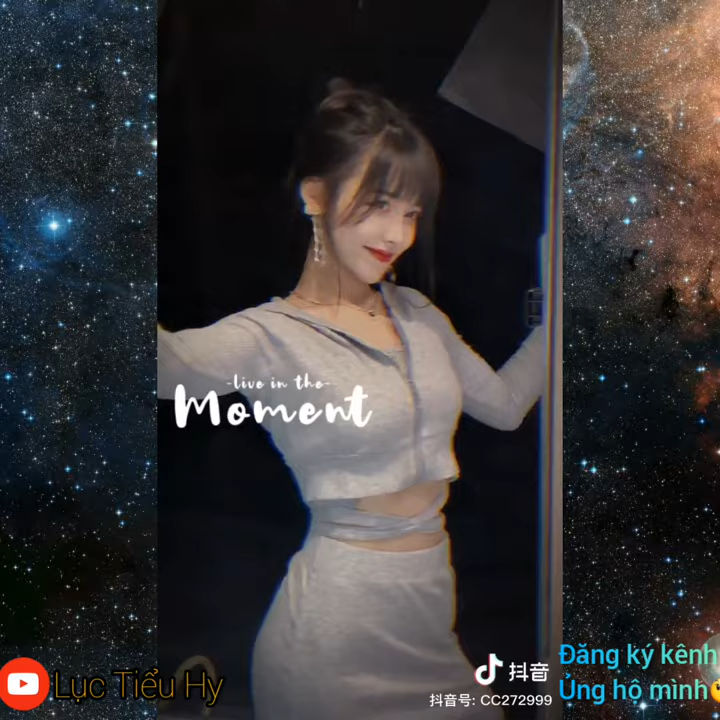 -live in the-
Moment
抖音
抖音号: CC272999
Đăng ký kênh
Ủng hộ mình
Lục Tiểu Hy